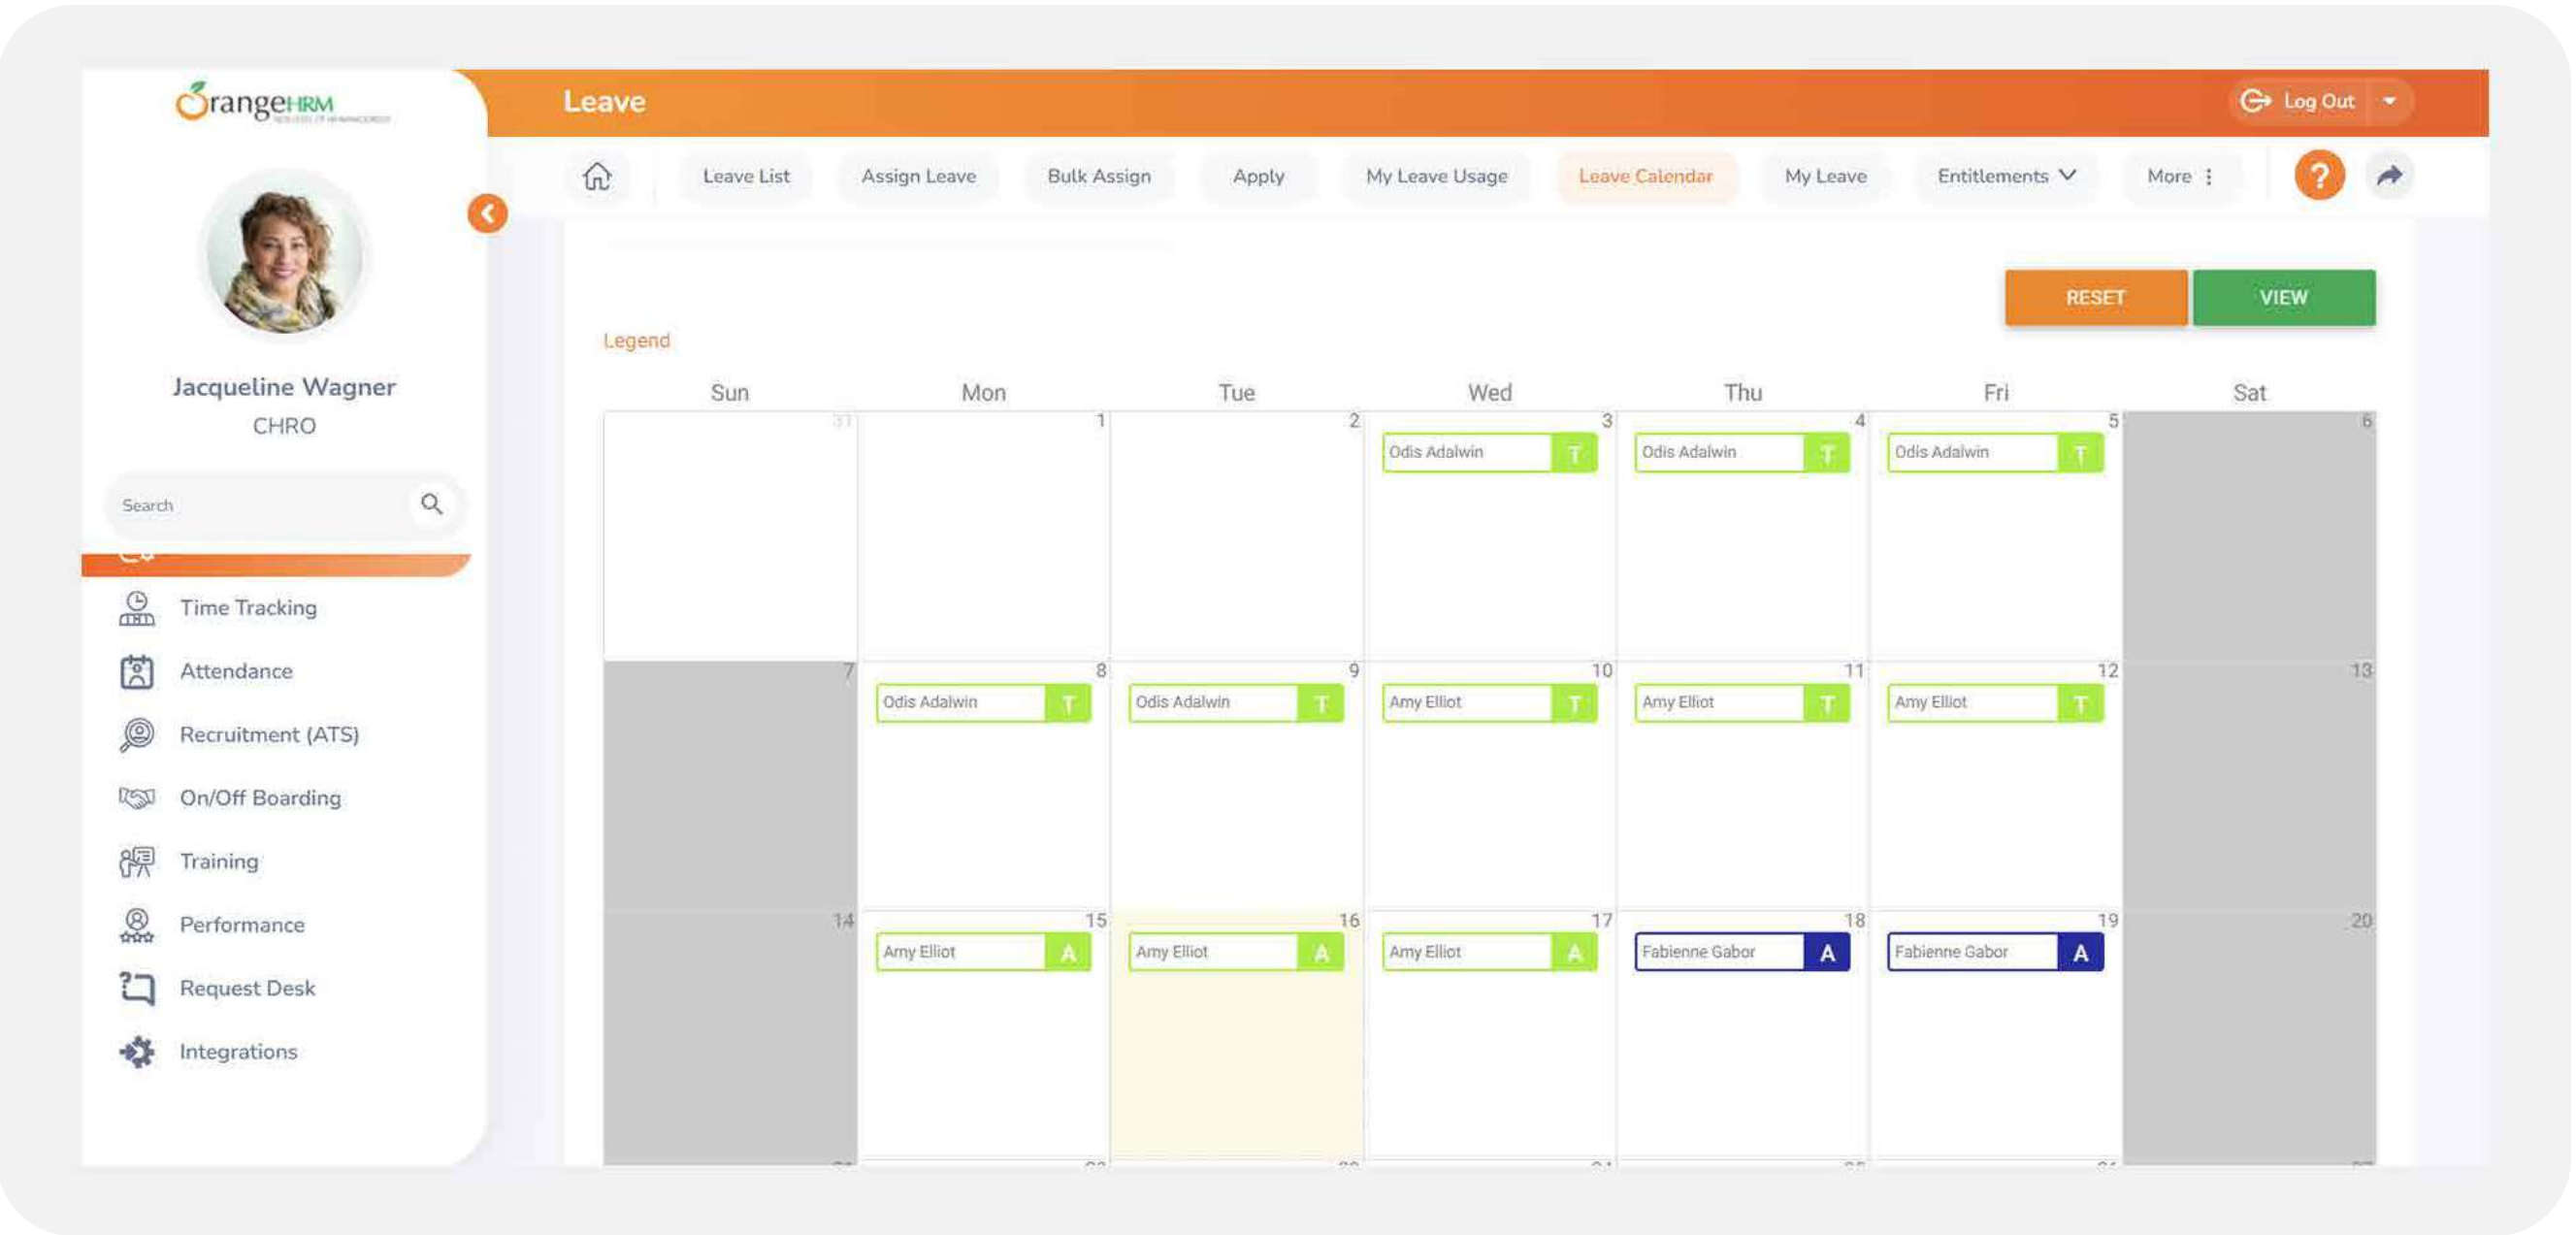 OrangeHRM
Leave
Log Out
Leave List
Assign Leave
Bulk Assign
Apply
My Leave Usage
Leave Calendar
My Leave
Entitlements
More
?
Jacqueline Wagner
CHRO
Search
Time Tracking
Attendance
Recruitment (ATS)
On/Off Boarding
Training
Performance
Request Desk
Integrations
RESET
VIEW
Legend
Sun Mon Tue Wed Thu Fri Sat
31 1 2 3 4 5 6
Odis Adalwin T Odis Adalwin T Odis Adalwin T
7 8 9 10 11 12 13
Odis Adalwin T Odis Adalwin T Amy Elliot T Amy Elliot T Amy Elliot T
14 15 16 17 18 19 20
Amy Elliot A Amy Elliot A Amy Elliot A Fabienne Gabor A Fabienne Gabor A